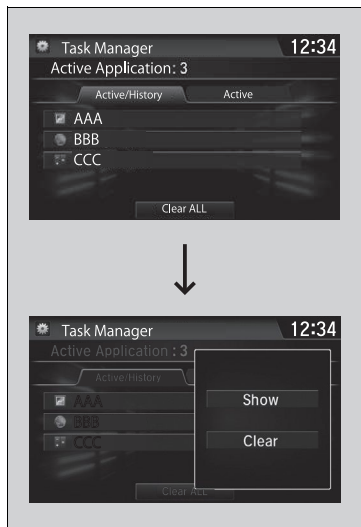 Task Manager 12:34
Active Application: 3
Active/History Active
AAA
BBB
CCC
Clear ALL
Task Manager 12:34
Active Application : 3
Active/History
AAA
BBB
CCC
Show
Clear
Clear ALL